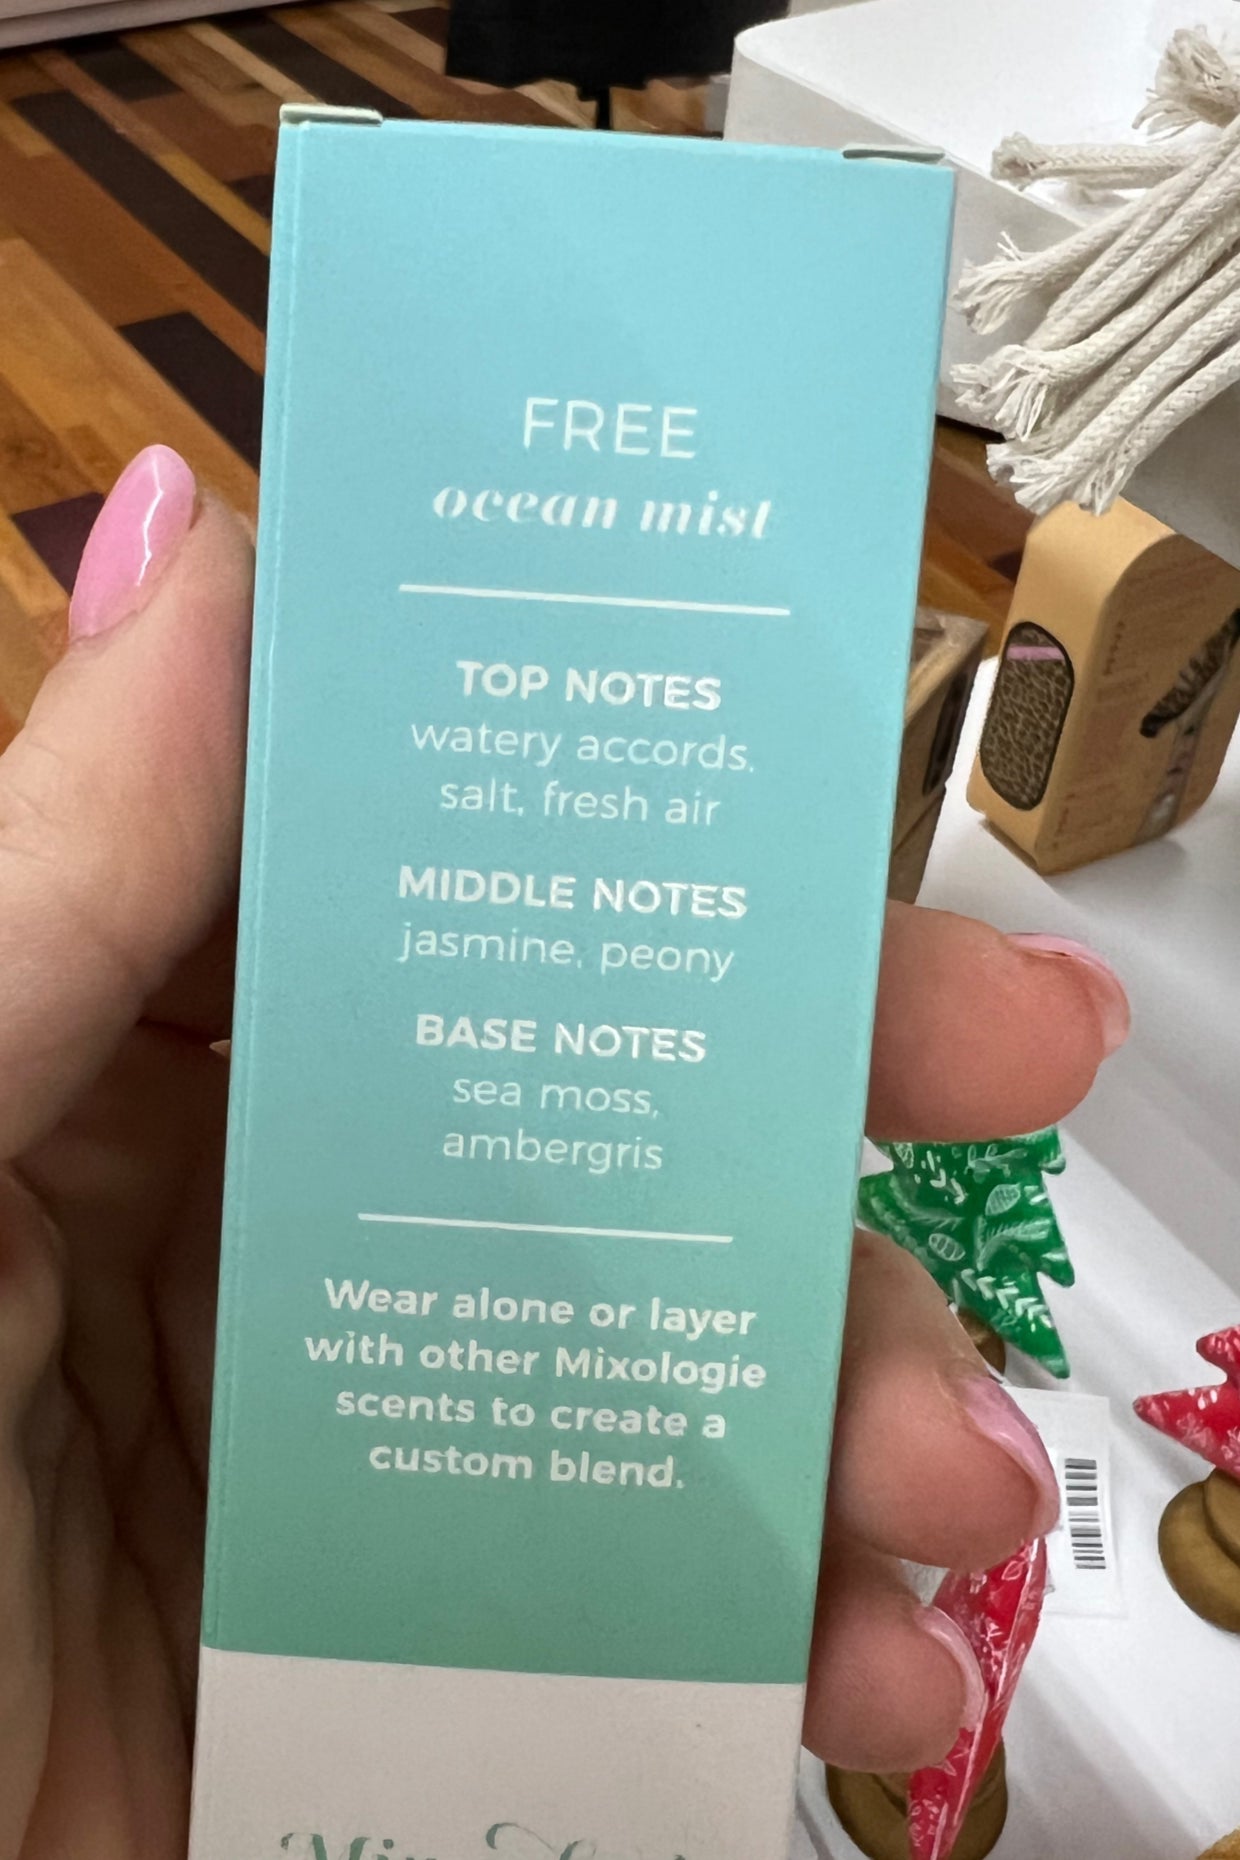 FREE
ocean mist
TOP NOTES
watery accords,
salt, fresh air
MIDDLE NOTES
jasmine, peony
BASE NOTES
sea moss,
ambergris
Wear alone or layer
with other Mixologie
scents to create a
custom blend.